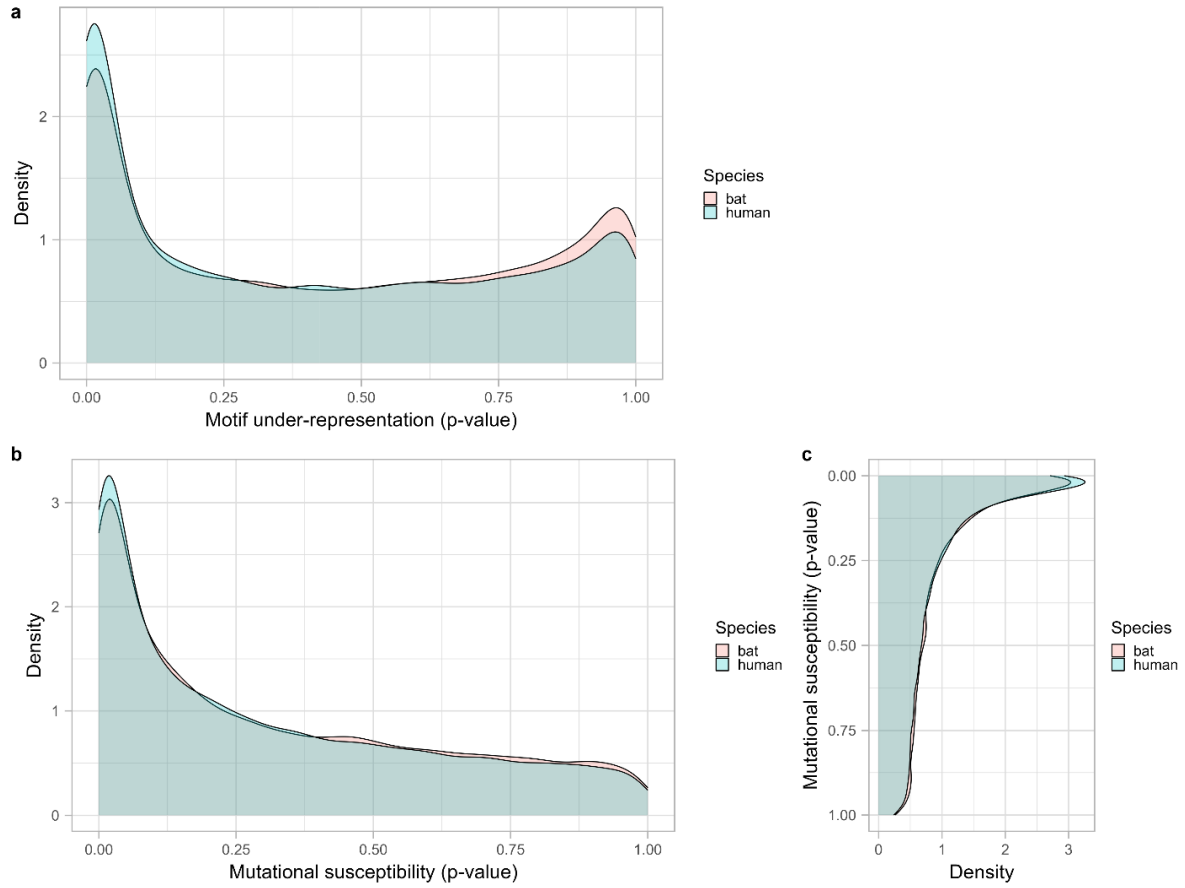 a
Density
2
1
0
0.00 0.25 0.50 0.75 1.00
Motif under-representation (p-value)
Species
bat
human
b
Density
3
2
1
0
0.00 0.25 0.50 0.75 1.00
Mutational susceptibility (p-value)
Species
bat
human
c
Mutational susceptibility (p-value)
0.00
0.25
0.50
0.75
1.00
0 1 2 3
Density
Species
bat
human